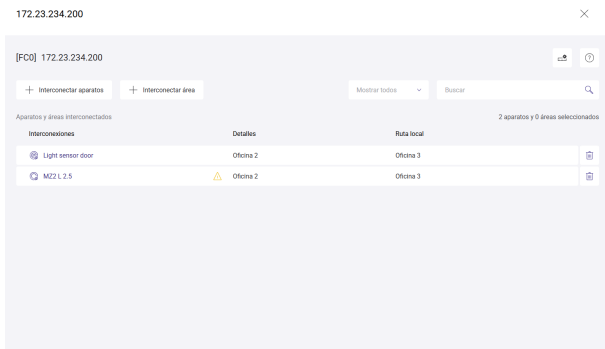 172.23.234.200
[FC0] 172.23.234.200
Interconectar aparatos
Interconectar área
Mostrar todos
Buscar
Aparatos y áreas interconectados
2 aparatos y 0 áreas seleccionados
Interconexiones
Detalles
Ruta local
Light sensor door
Oficina 2
Oficina 3
MZ2 L 2.5
Oficina 2
Oficina 3